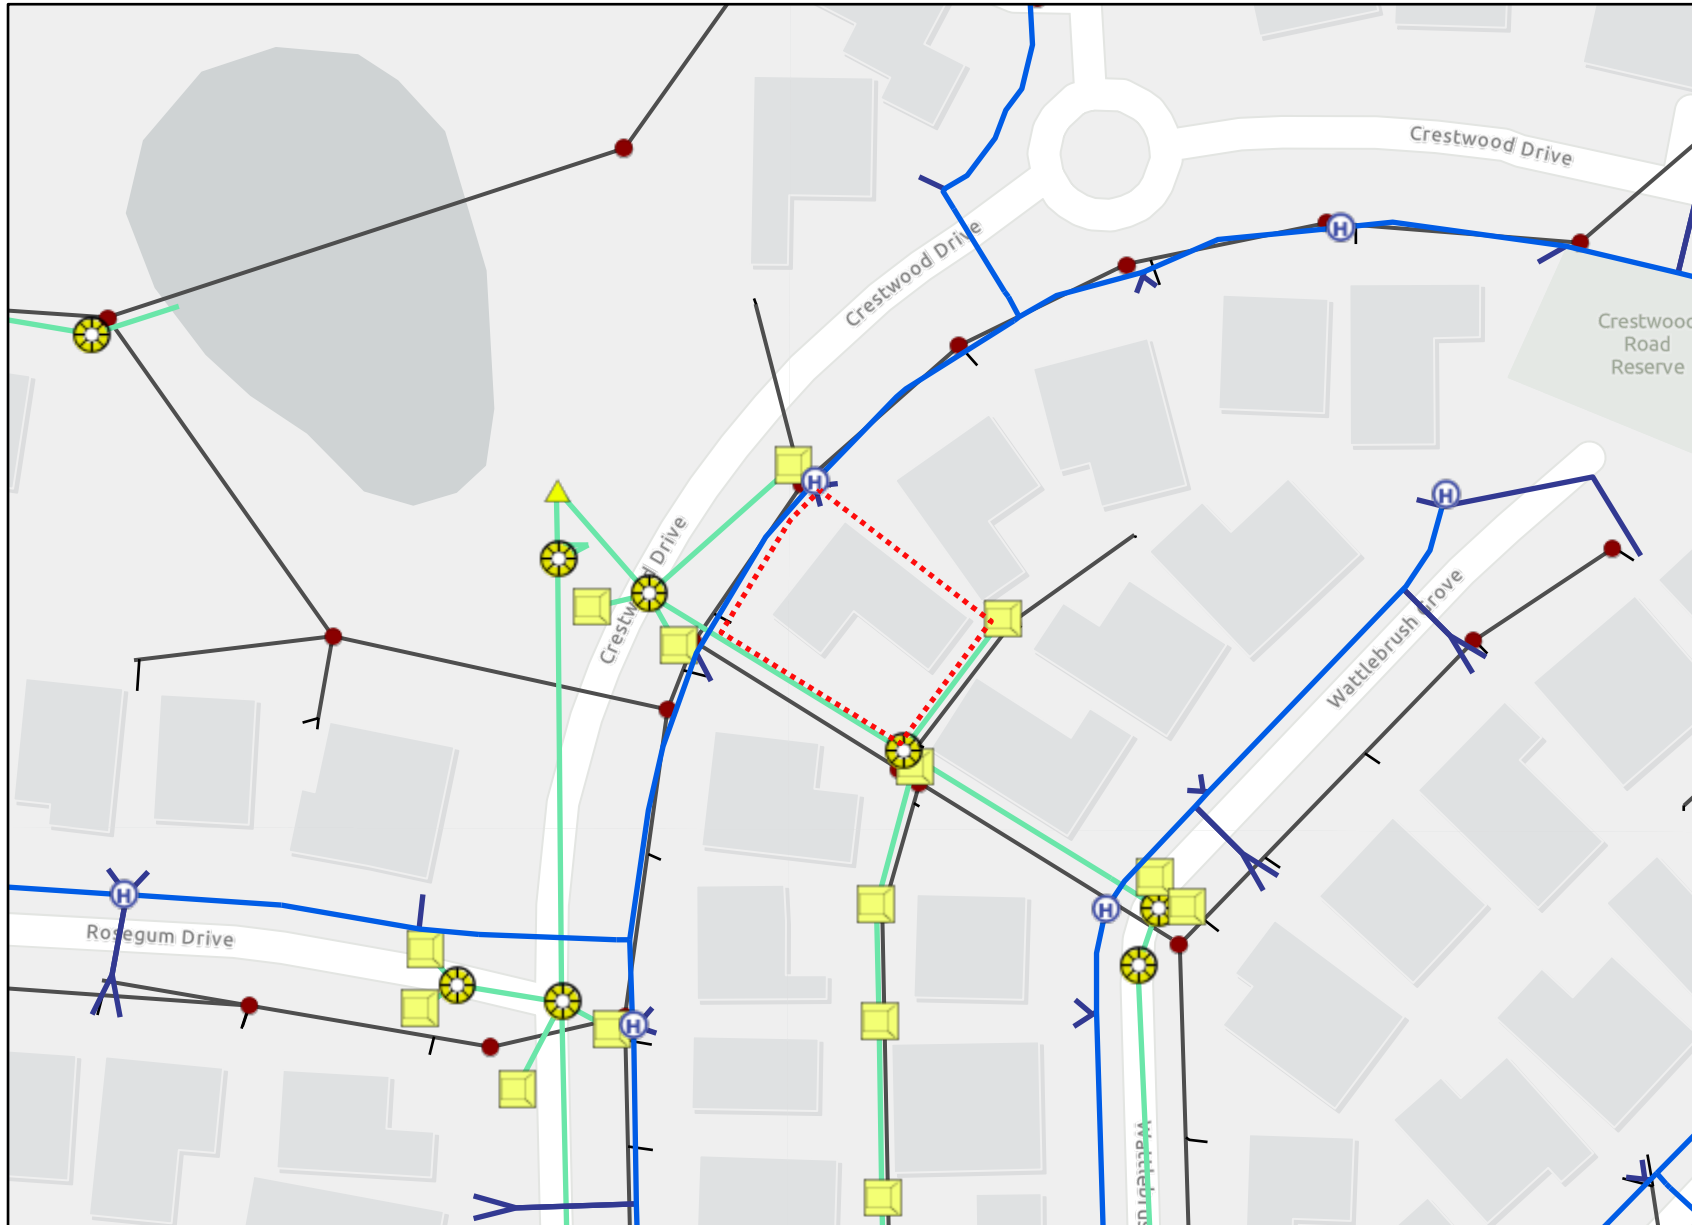 Crestwood Drive
Crestwood Drive
Crestwood
Road
Reserve
H
H
H
Crestwood Drive
Wattlebrush Grove
H
H
Rosegum Drive
H